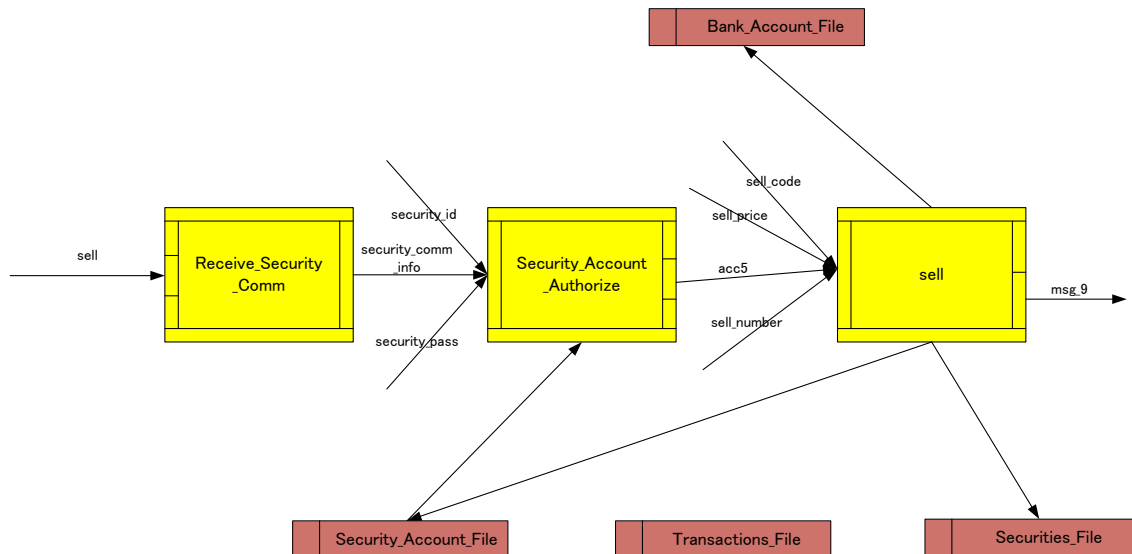 Bank_Account_File
sell_code
security_id
sell_price
sell
Receive_Security
_Comm
security_comm
_info
Security_Account
_Authorize
acc5
sell
msg_9
security_pass
sell_number
Security_Account_File
Transactions_File
Securities_File